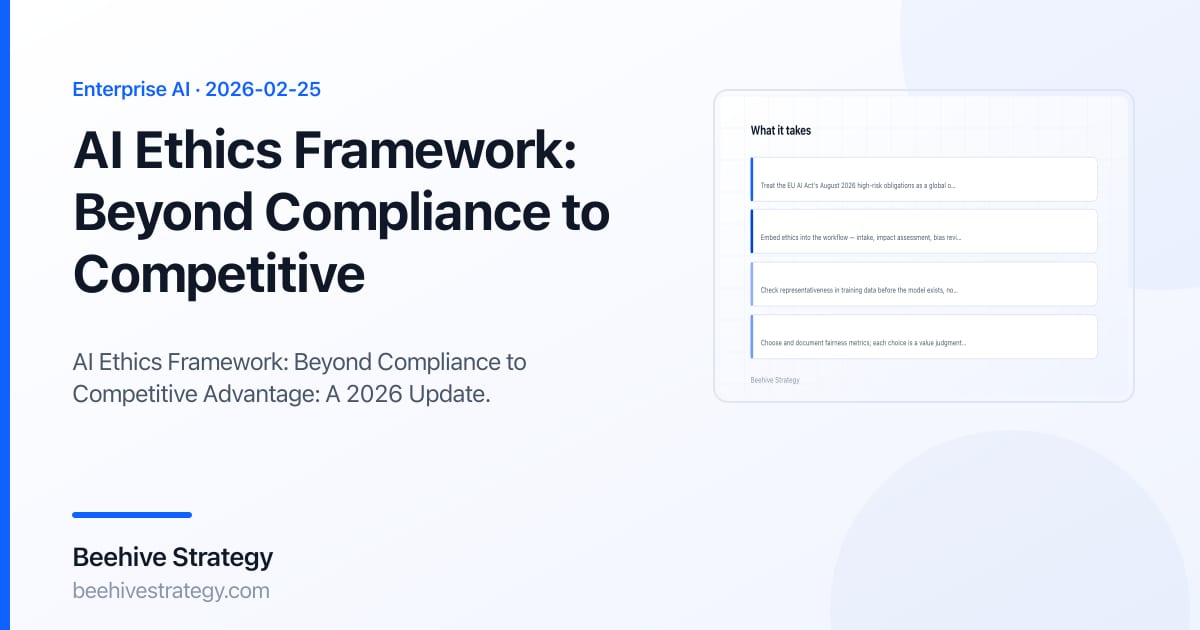 Enterprise AI · 2026-02-25
AI Ethics Framework:
Beyond Compliance to
Competitive
AI Ethics Framework: Beyond Compliance to
Competitive Advantage: A 2026 Update.
Beehive Strategy
beehivestrategy.com
What it takes
Treat the EU AI Act's August 2026 high-risk obligations as a global o...
Embed ethics into the workflow — intake, impact assessment, bias revi...
Check representativeness in training data before the model exists, no...
Choose and document fairness metrics; each choice is a value judgment...
Beehive Strategy